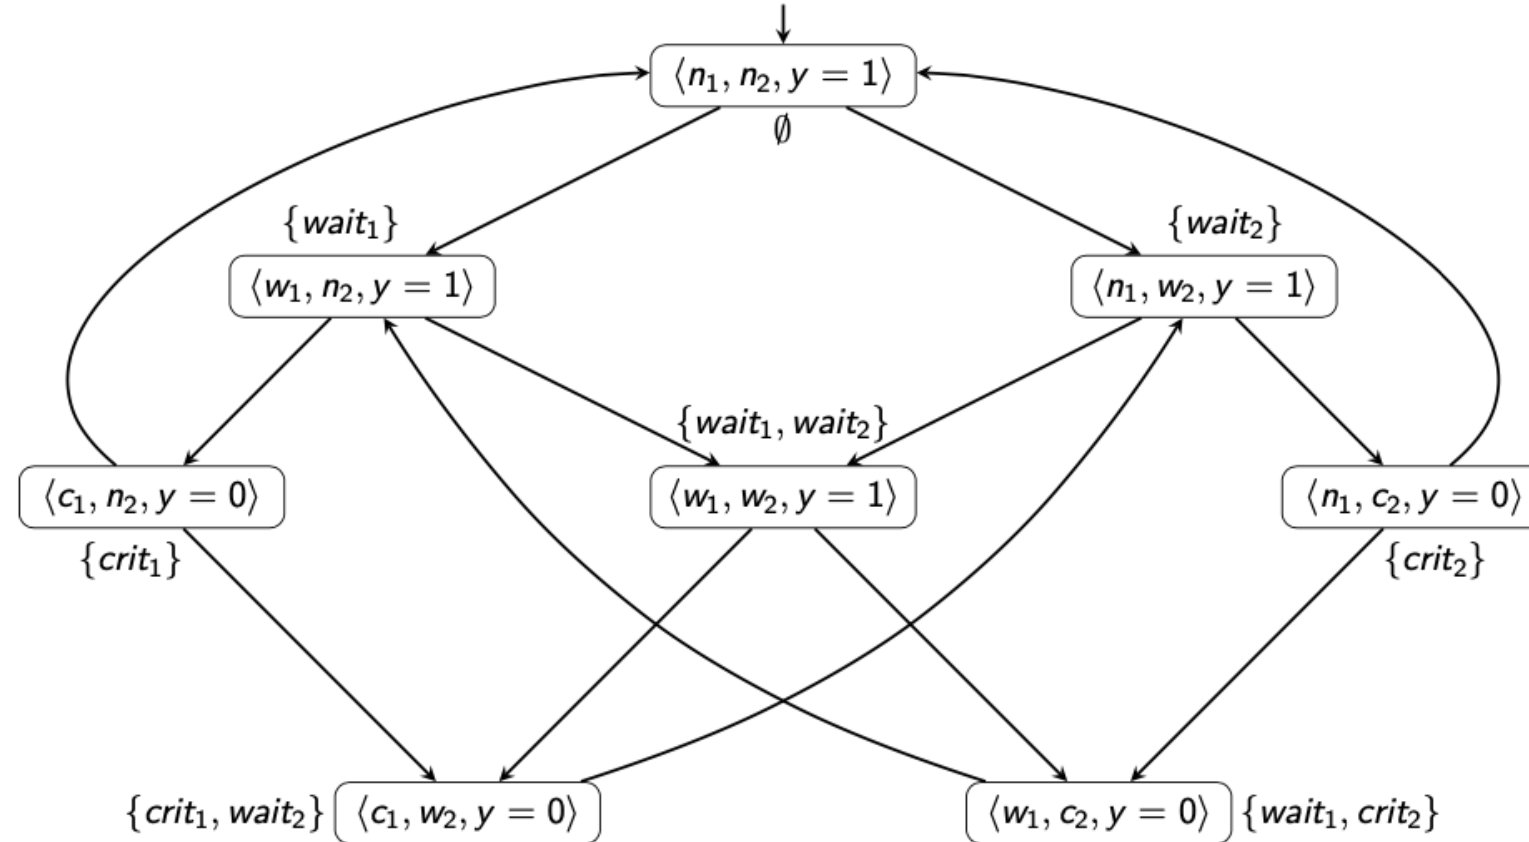 ⟨n₁, n₂, y = 1⟩
∅
{wait₁}
{wait₂}
⟨w₁, n₂, y = 1⟩
⟨n₁, w₂, y = 1⟩
{wait₁, wait₂}
⟨c₁, n₂, y = 0⟩
⟨w₁, w₂, y = 1⟩
⟨n₁, c₂, y = 0⟩
{crit₁}
{crit₂}
{crit₁, wait₂}
⟨c₁, w₂, y = 0⟩
⟨w₁, c₂, y = 0⟩
{wait₁, crit₂}